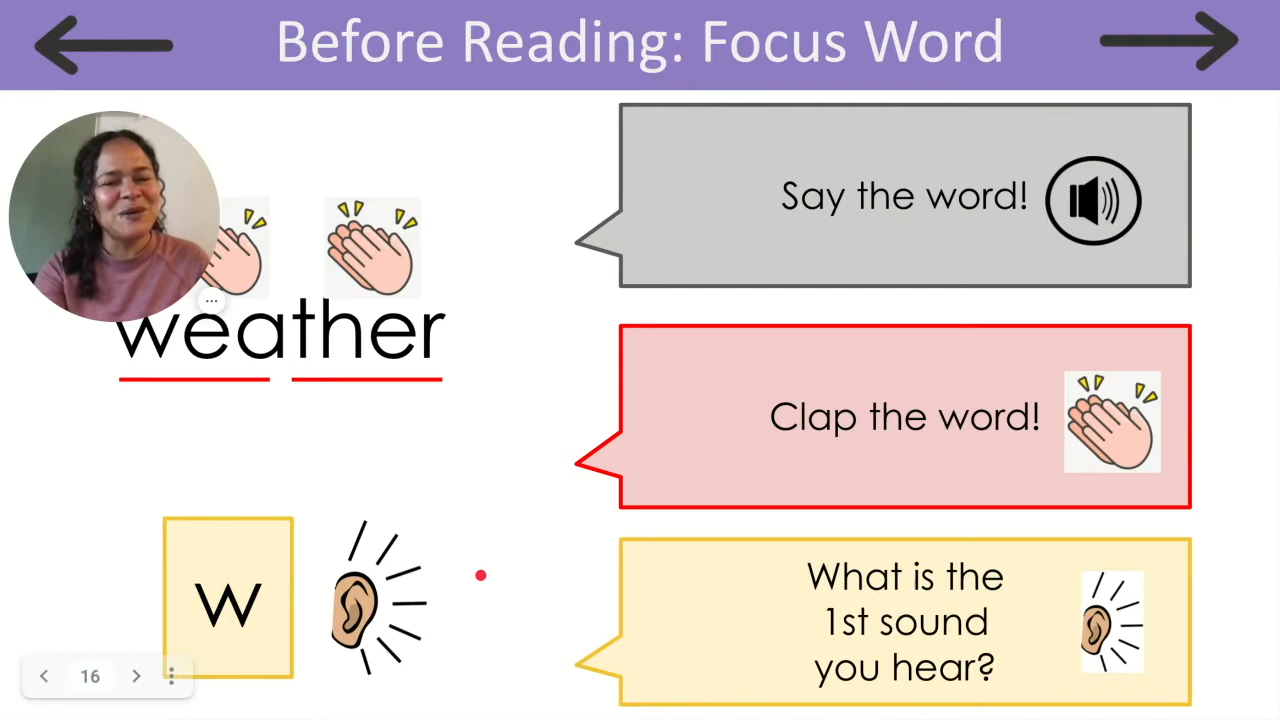 Before Reading: Focus Word
Say the word!
weather
Clap the word!
w
What is the
1st sound
you hear?
16